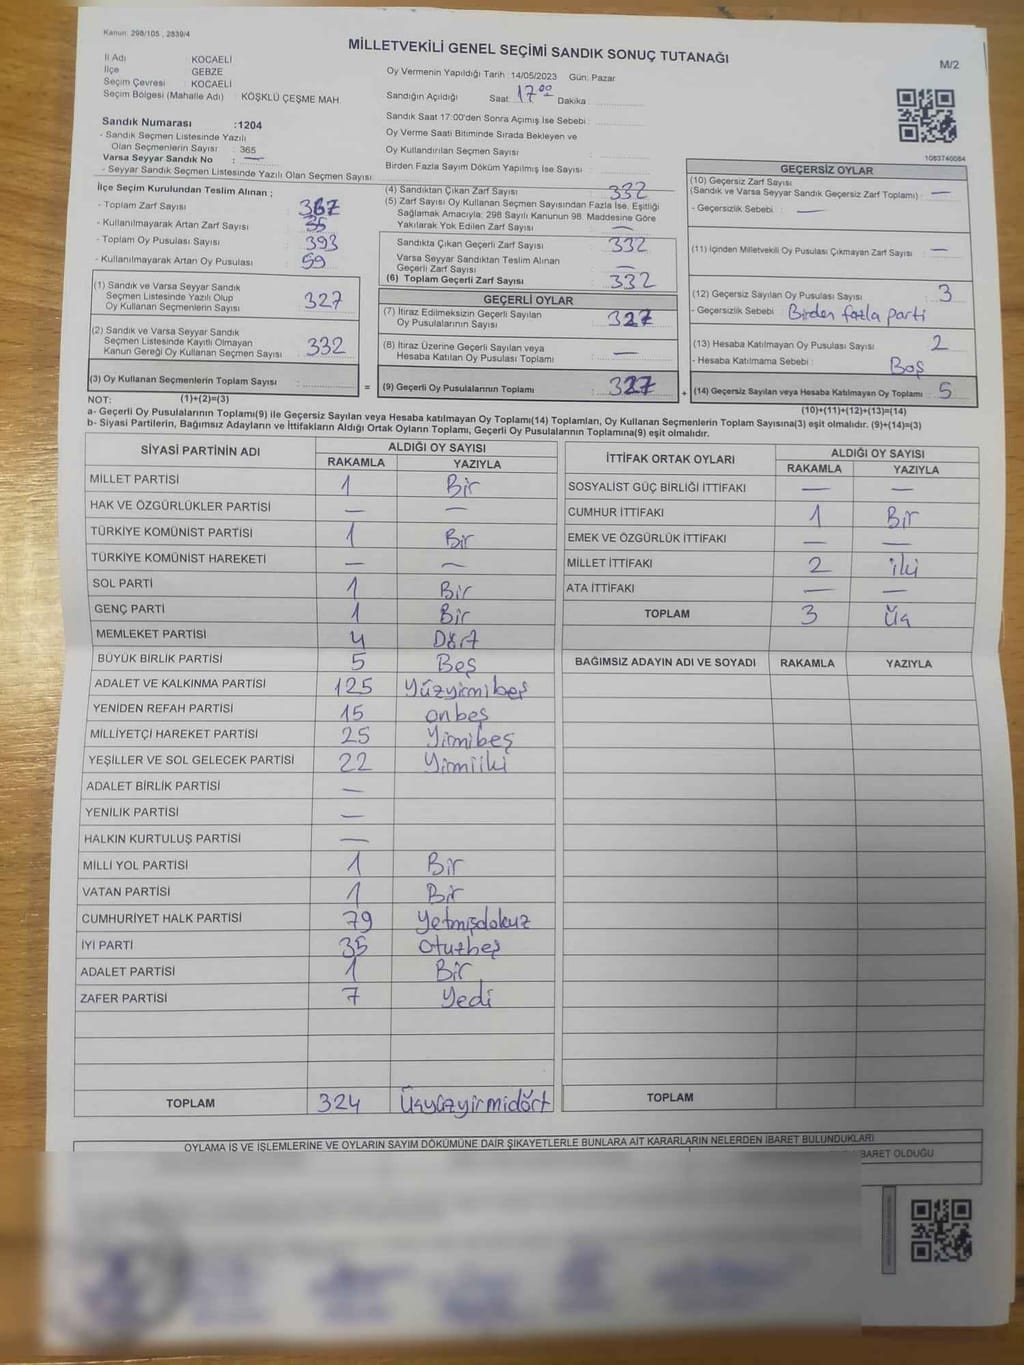 Kanun: 298/105 , 2839/4
MİLLETVEKİLİ GENEL SEÇİMİ SANDIK SONUÇ TUTANAĞI
M/2
İl Adı KOCAELİ
İlçe GEBZE
Seçim Çevresi KOCAELİ
Seçim Bölgesi (Mahalle Adı) : KÖŞKLÜ ÇEŞME MAH
Sandık Numarası :1204
- Sandık Seçmen Listesinde Yazılı
Olan Seçmenlerin Sayısı : 365
Varsa Seyyar Sandık No : —
- Seyyar Sandık Seçmen Listesinde Yazılı Olan Seçmen Sayısı
Oy Vermenin Yapıldığı Tarih :14/05/2023 Gün: Pazar
Sandığın Açıldığı Saat 17:00 Dakika :
Sandık Saat 17:00'den Sonra Açımış İse Sebebi :
Oy Verme Saati Bitiminde Sırada Bekleyen ve
Oy Kullandırılan Seçmen Sayısı :
Birden Fazla Sayım Döküm Yapılmış İse Sayısı :
1083740084
İlçe Seçim Kurulundan Teslim Alınan ;
- Toplam Zarf Sayısı : 367
- Kullanılmayarak Artan Zarf Sayısı : 35
- Toplam Oy Pusulası Sayısı : 393
- Kullanılmayarak Artan Oy Pusulası : 59
(1) Sandık ve Varsa Seyyar Sandık
Seçmen Listesinde Yazılı Olup
Oy Kullanan Seçmenlerin Sayısı : 327
(2) Sandık ve Varsa Seyyar Sandık
Seçmen Listesinde Kayıtlı Olmayan
Kanun Gereği Oy Kullanan Seçmen Sayısı : 332
(3) Oy Kullanan Seçmenlerin Toplam Sayısı :
(4) Sandıktan Çıkan Zarf Sayısı : 332
(5) Zarf Sayısı Oy Kullanan Seçmen Sayısından Fazla İse, Eşitliği
Sağlamak Amacıyla; 298 Sayılı Kanunun 98. Maddesine Göre
Yakılarak Yok Edilen Zarf Sayısı : —
Sandıkta Çıkan Geçerli Zarf Sayısı : 332
Varsa Seyyar Sandıktan Teslim Alınan
Geçerli Zarf Sayısı : —
(6) Toplam Geçerli Zarf Sayısı : 332
GEÇERLİ OYLAR
(7) İtiraz Edilmeksizin Geçerli Sayılan
Oy Pusulalarının Sayısı : 327
(8) İtiraz Üzerine Geçerli Sayılan veya
Hesaba Katılan Oy Pusulası Toplamı : —
= (9) Geçerli Oy Pusulalarının Toplamı : 327 +
GEÇERSİZ OYLAR
(10) Geçersiz Zarf Sayısı
(Sandık ve Varsa Seyyar Sandık Geçersiz Zarf Toplamı) : —
- Geçersizlik Sebebi : —
(11) İçinden Milletvekili Oy Pusulası Çıkmayan Zarf Sayısı : —
(12) Geçersiz Sayılan Oy Pusulası Sayısı : 3
- Geçersizlik Sebebi : Birden fazla parti
(13) Hesaba Katılmayan Oy Pusulası Sayısı : 2
- Hesaba Katılmama Sebebi : Boş
(14) Geçersiz Sayılan veya Hesaba Katılmayan Oy Toplamı : 5
NOT: (1)+(2)=(3)
(10)+(11)+(12)+(13)=(14)
a- Geçerli Oy Pusulalarının Toplamı(9) ile Geçersiz Sayılan veya Hesaba katılmayan Oy Toplamı(14) Toplamları, Oy Kullanan Seçmenlerin Toplam Sayısına(3) eşit olmalıdır. (9)+(14)=(3)
b- Siyasi Partilerin, Bağımsız Adayların ve İttifakların Aldığı Ortak Oyların Toplamı, Geçerli Oy Pusulalarının Toplamına(9) eşit olmalıdır.
SİYASİ PARTİNİN ADI ALDIĞI OY SAYISI
RAKAMLA YAZIYLA
MİLLET PARTİSİ 1 Bir
HAK VE ÖZGÜRLÜKLER PARTİSİ — —
TÜRKİYE KOMÜNİST PARTİSİ 1 Bir
TÜRKİYE KOMÜNİST HAREKETİ — —
SOL PARTİ 1 Bir
GENÇ PARTİ 1 Bir
MEMLEKET PARTİSİ 4 Dört
BÜYÜK BİRLİK PARTİSİ 5 Beş
ADALET VE KALKINMA PARTİSİ 125 Yüzyirmibeş
YENİDEN REFAH PARTİSİ 15 onbeş
MİLLİYETÇİ HAREKET PARTİSİ 25 Yirmibeş
YEŞİLLER VE SOL GELECEK PARTİSİ 22 Yirmiiki
ADALET BİRLİK PARTİSİ —
YENİLİK PARTİSİ —
HALKIN KURTULUŞ PARTİSİ —
MİLLİ YOL PARTİSİ 1 Bir
VATAN PARTİSİ 1 Bir
CUMHURİYET HALK PARTİSİ 79 Yetmişdokuz
İYİ PARTİ 35 Otuzbeş
ADALET PARTİSİ 1 Bir
ZAFER PARTİSİ 7 Yedi
TOPLAM 324 Üçyüzyirmidört
İTTİFAK ORTAK OYLARI ALDIĞI OY SAYISI
RAKAMLA YAZIYLA
SOSYALİST GÜÇ BİRLİĞİ İTTİFAKI — —
CUMHUR İTTİFAKI 1 Bir
EMEK VE ÖZGÜRLÜK İTTİFAKI — —
MİLLET İTTİFAKI 2 iki
ATA İTTİFAKI — —
TOPLAM 3 Üç
BAĞIMSIZ ADAYIN ADI VE SOYADI RAKAMLA YAZIYLA
TOPLAM
OYLAMA İŞ VE İŞLEMLERİNE VE OYLARIN SAYIM DÖKÜMÜNE DAİR ŞİKAYETLERLE BUNLARA AİT KARARLARIN NELERDEN İBARET BULUNDUKLARI
BARET OLDUĞU